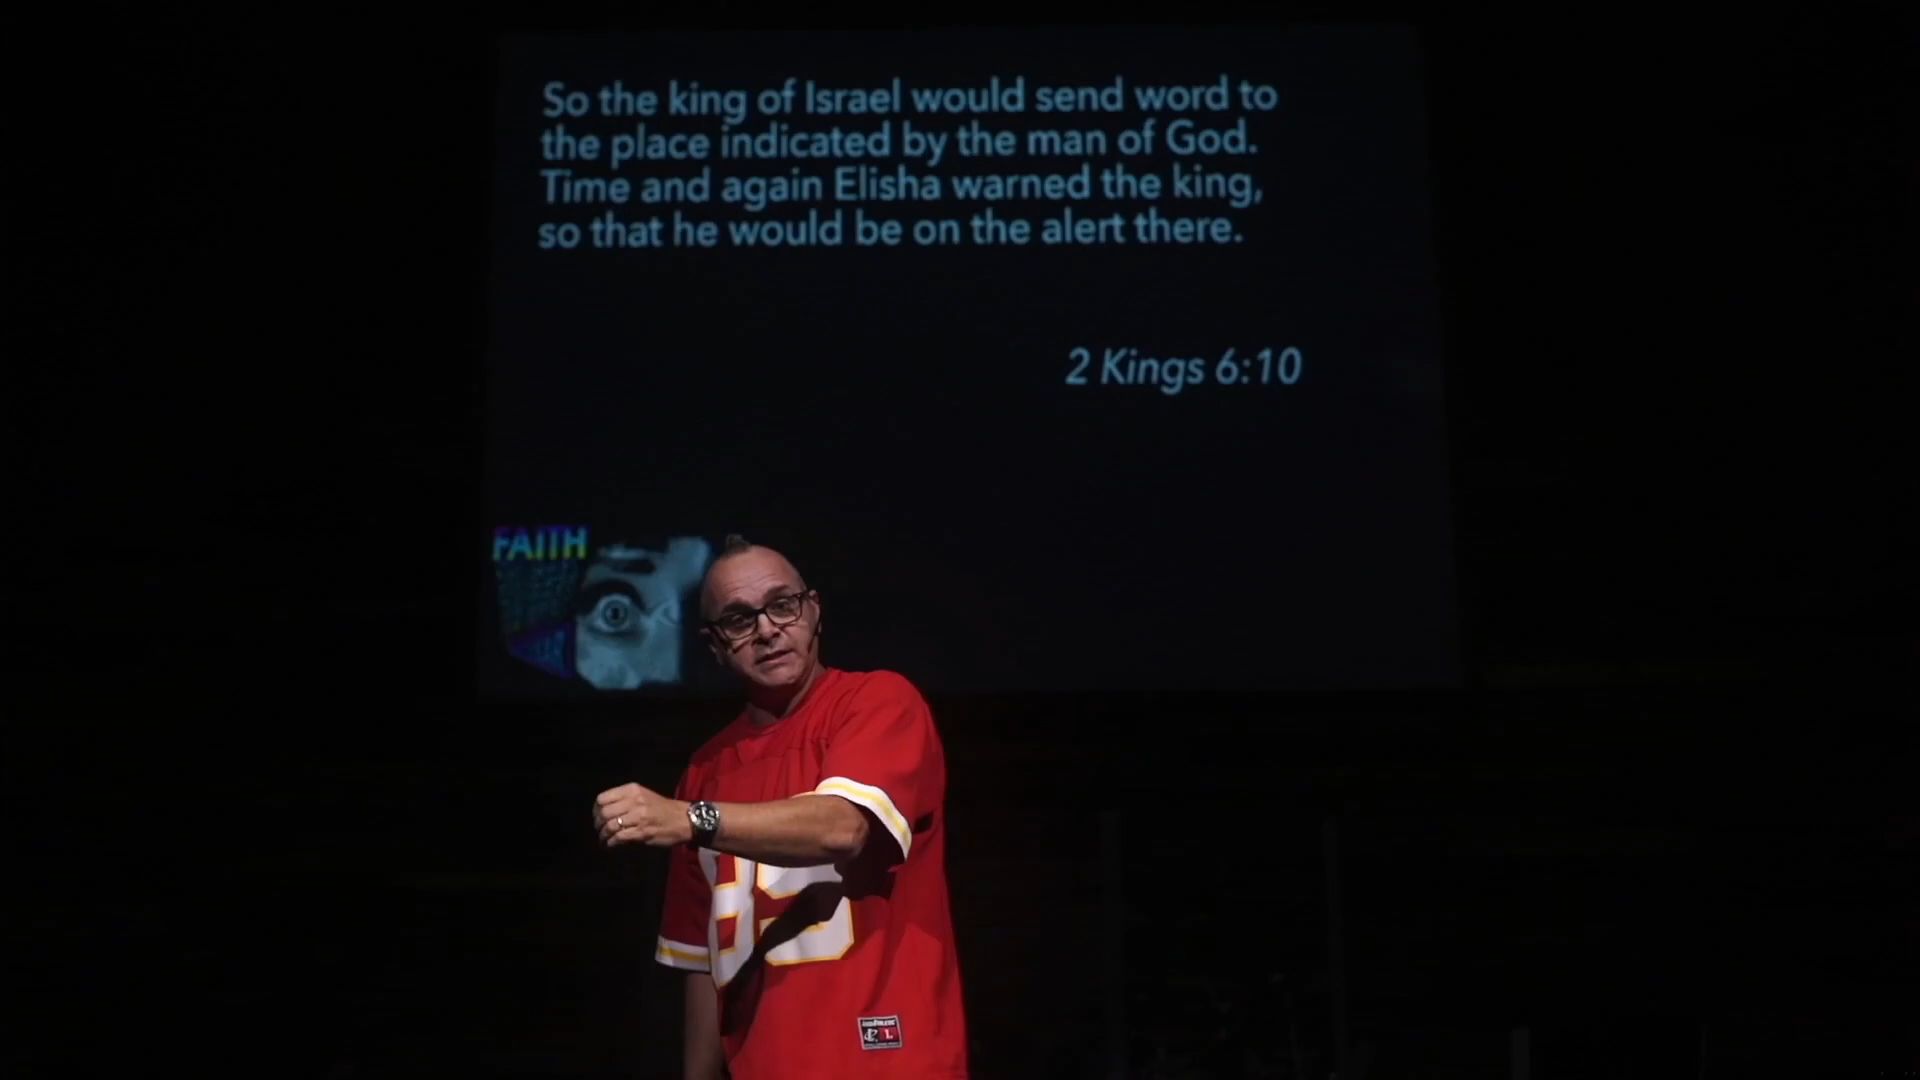 So the king of Israel would send word to
the place indicated by the man of God.
Time and again Elisha warned the king,
so that he would be on the alert there.
2 Kings 6:10
FAITH
L